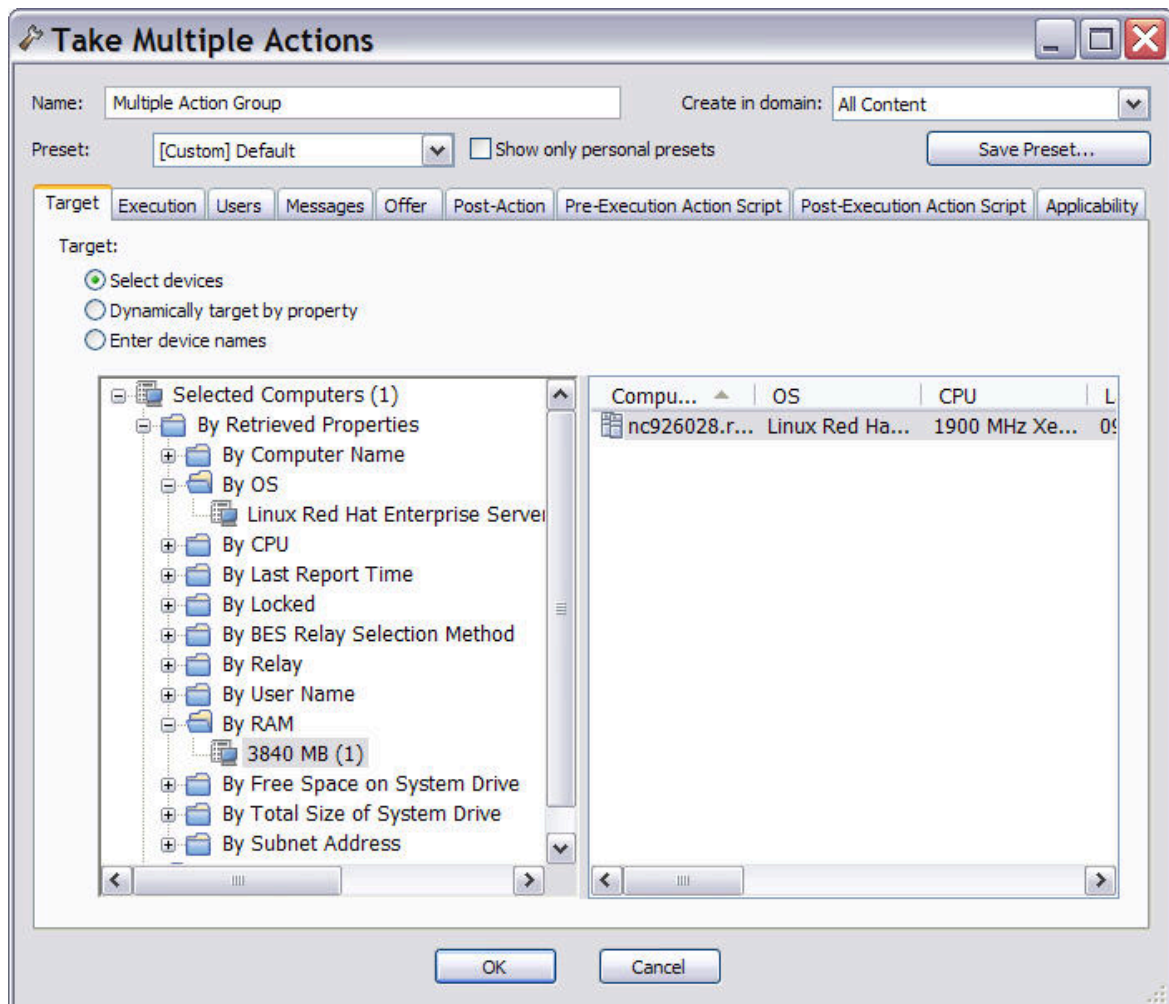 Take Multiple Actions
Name: Multiple Action Group Create in domain: All Content
Preset: [Custom] Default Show only personal presets Save Preset...
Target Execution Users Messages Offer Post-Action Pre-Execution Action Script Post-Execution Action Script Applicability
Target:
Select devices
Dynamically target by property
Enter device names
Selected Computers (1)
By Retrieved Properties
By Computer Name
By OS
Linux Red Hat Enterprise Server
By CPU
By Last Report Time
By Locked
By BES Relay Selection Method
By Relay
By User Name
By RAM
3840 MB (1)
By Free Space on System Drive
By Total Size of System Drive
By Subnet Address
Compu... OS CPU L
nc926028.r... Linux Red Ha... 1900 MHz Xe... 09
OK Cancel